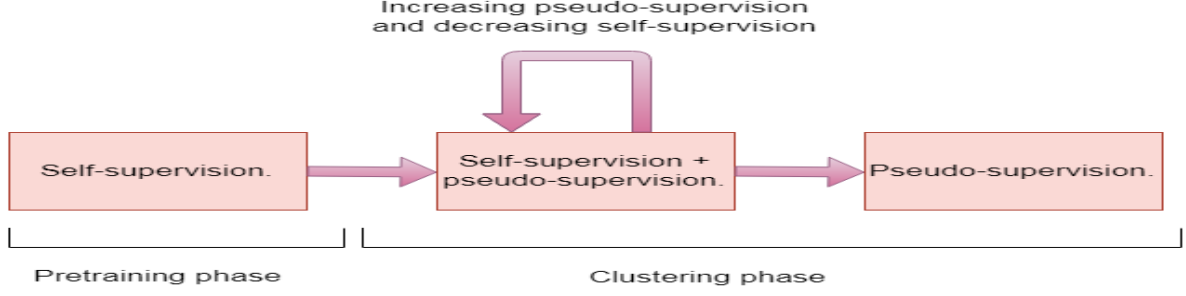 Increasing pseudo-supervision
and decreasing self-supervision
Self-supervision.
Self-supervision +
pseudo-supervision.
Pseudo-supervision.
Pretraining phase
Clustering phase